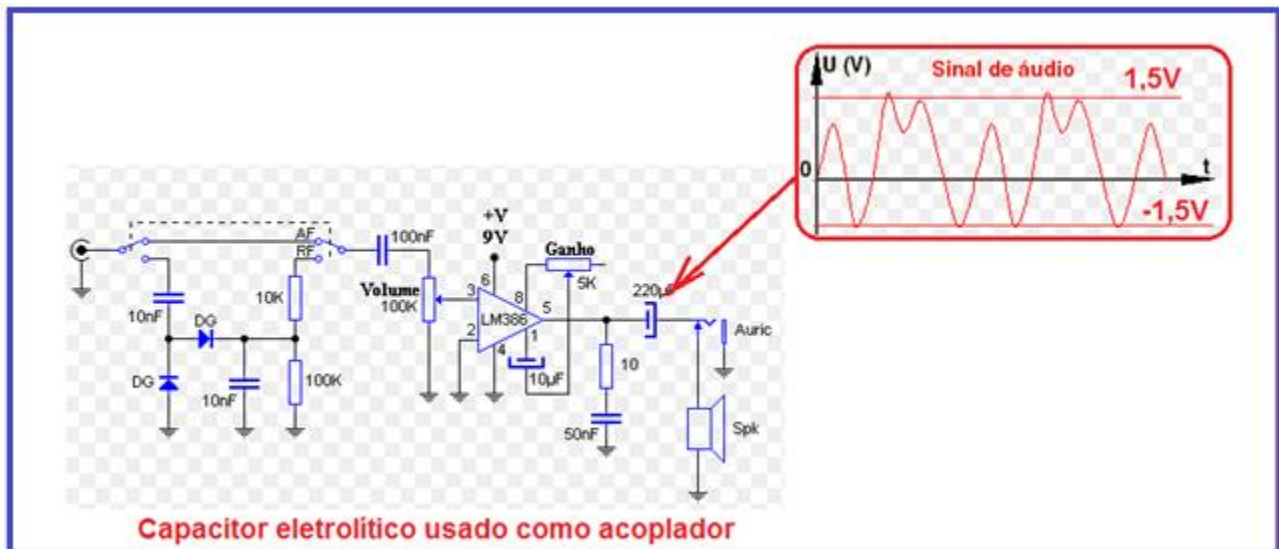 U (V)
Sinal de áudio
1,5V
0
t
-1,5V
+V
9V
AF
RF
100nF
Ganho
5K
Volume
100K
6
8
3
5
2
LM386
1
4
220µF
10K
10nF
DG
Auric
10
10µF
DG
10nF
100K
50nF
Spk
Capacitor eletrolítico usado como acoplador